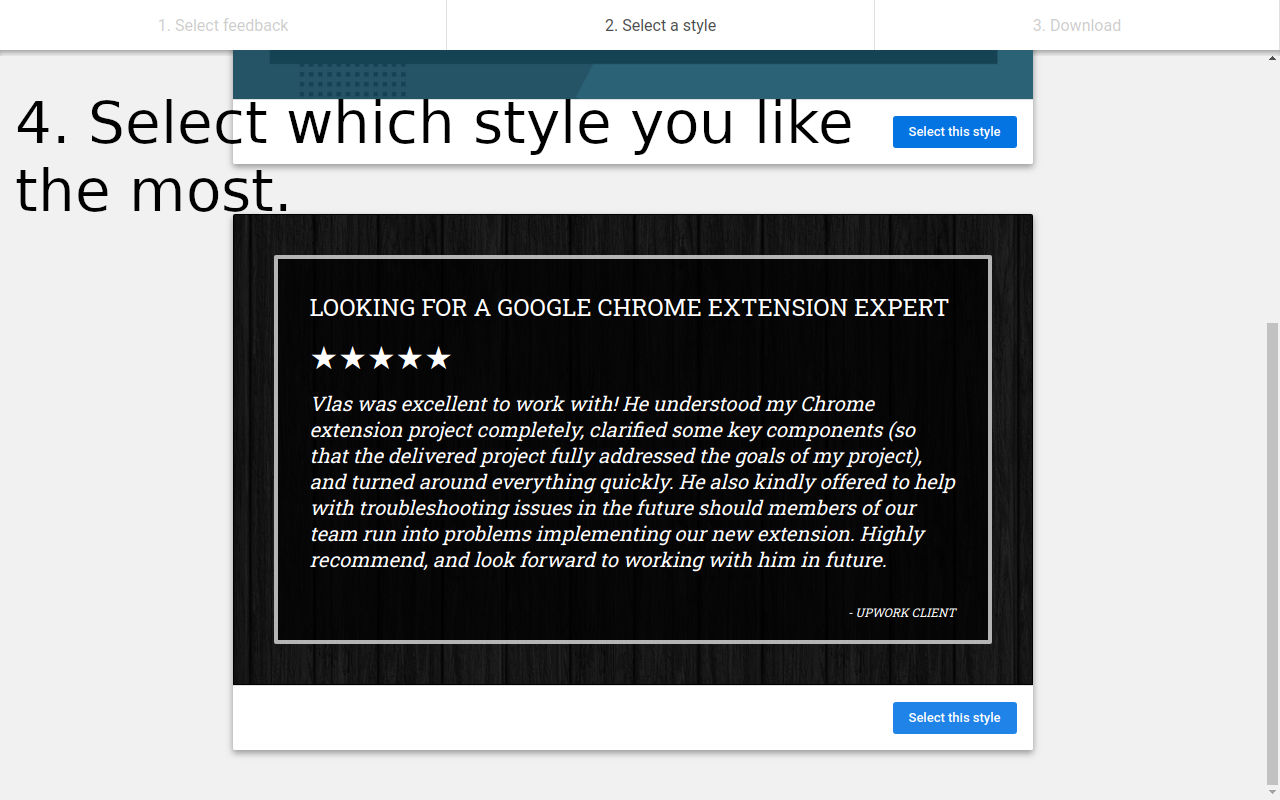 1. Select feedback
2. Select a style
3. Download
4. Select which style you like
the most.
Select this style
LOOKING FOR A GOOGLE CHROME EXTENSION EXPERT
★★★★★
Vlas was excellent to work with! He understood my Chrome
extension project completely, clarified some key components (so
that the delivered project fully addressed the goals of my project),
and turned around everything quickly. He also kindly offered to help
with troubleshooting issues in the future should members of our
team run into problems implementing our new extension. Highly
recommend, and look forward to working with him in future.
- UPWORK CLIENT
Select this style